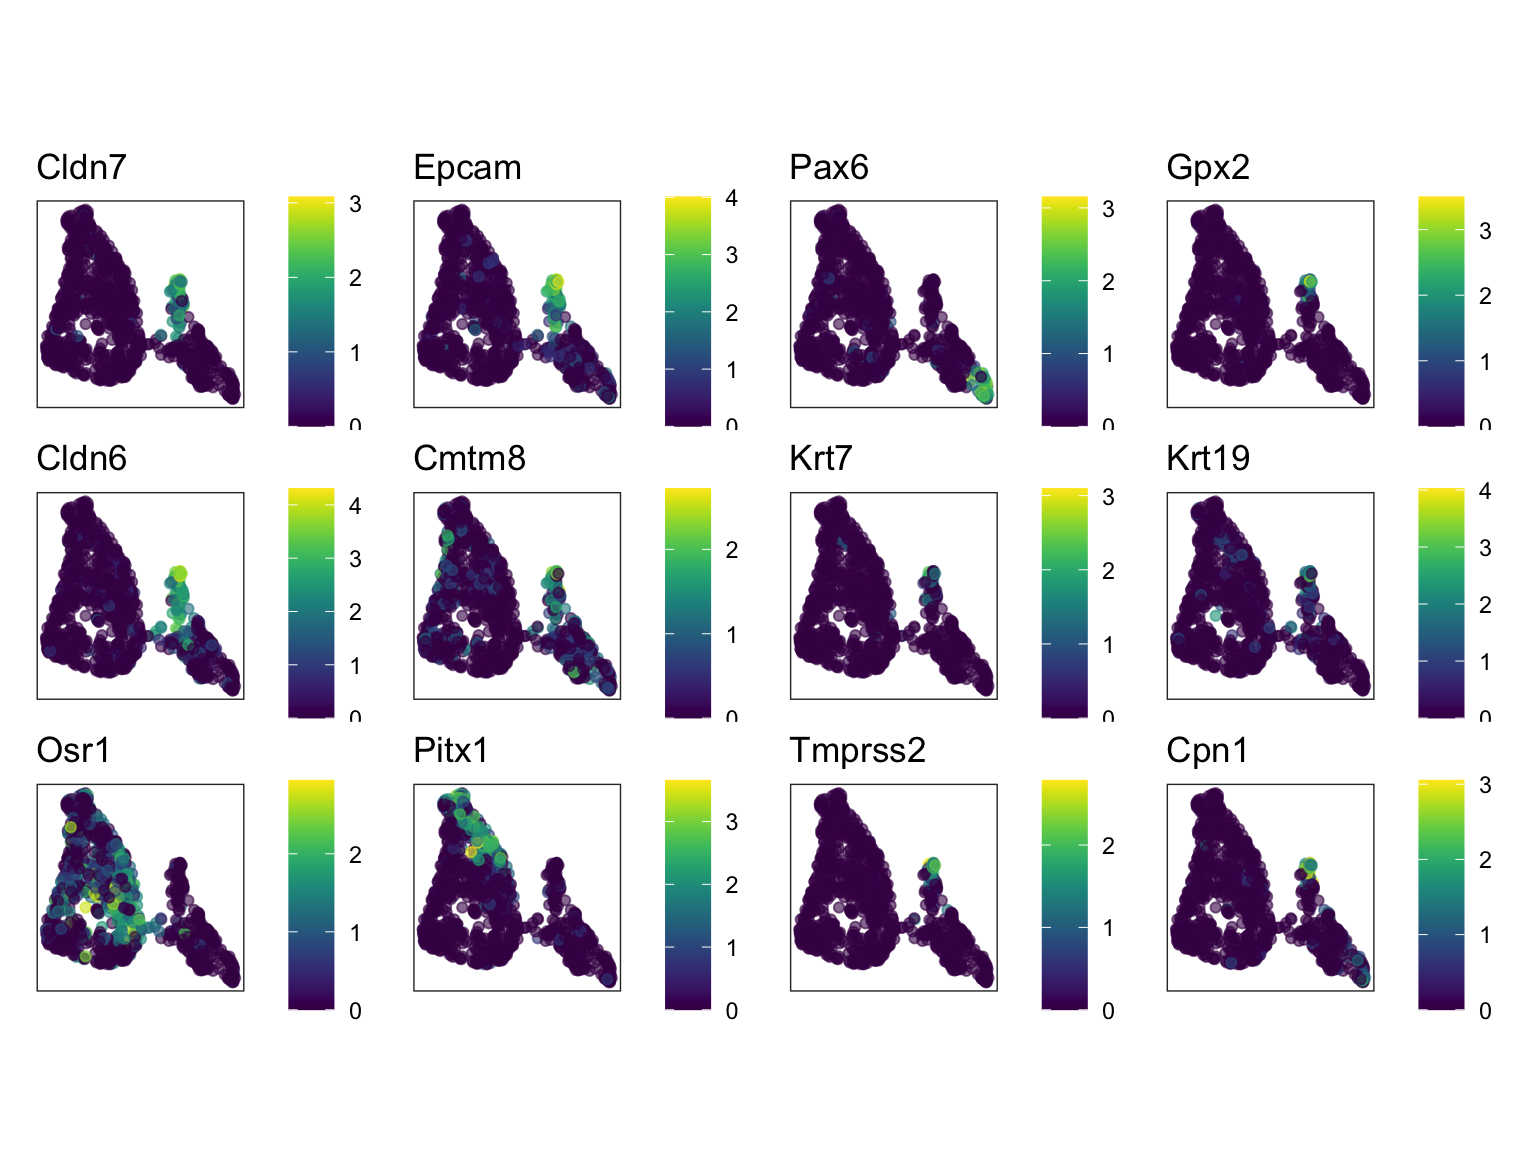 Cldn7 Epcam Pax6 Gpx2
3 2 1 0 4 3 2 1 0 3 2 1 0 3 2 1 0
Cldn6 Cmtm8 Krt7 Krt19
4 3 2 1 0 2 1 0 3 2 1 0 4 3 2 1 0
Osr1 Pitx1 Tmprss2 Cpn1
2 1 0 3 2 1 0 2 1 0 3 2 1 0